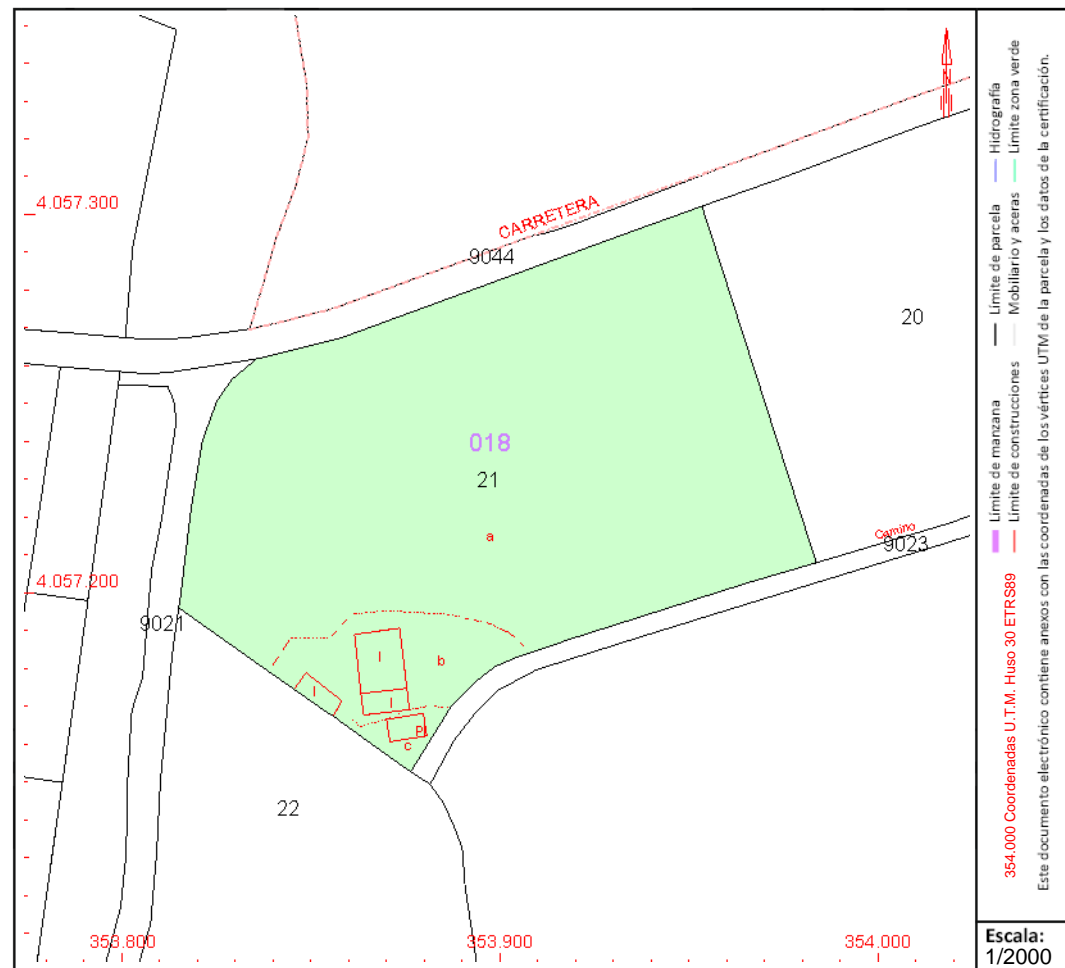 4.057.300
CARRETERA
9044
20
018
21
a
Camino
9023
4.057.200
9021
I
b
I
I
PI
c
22
353.800
353.900
354.000
354.000 Coordenadas U.T.M. Huso 30 ETRS89
Límite de manzana
Límite de parcela
Hidrografía
Límite de construcciones
Mobiliario y aceras
Límite zona verde
Este documento electrónico contiene anexos con las coordenadas de los vértices UTM de la parcela y los datos de la certificación.
Escala:
1/2000